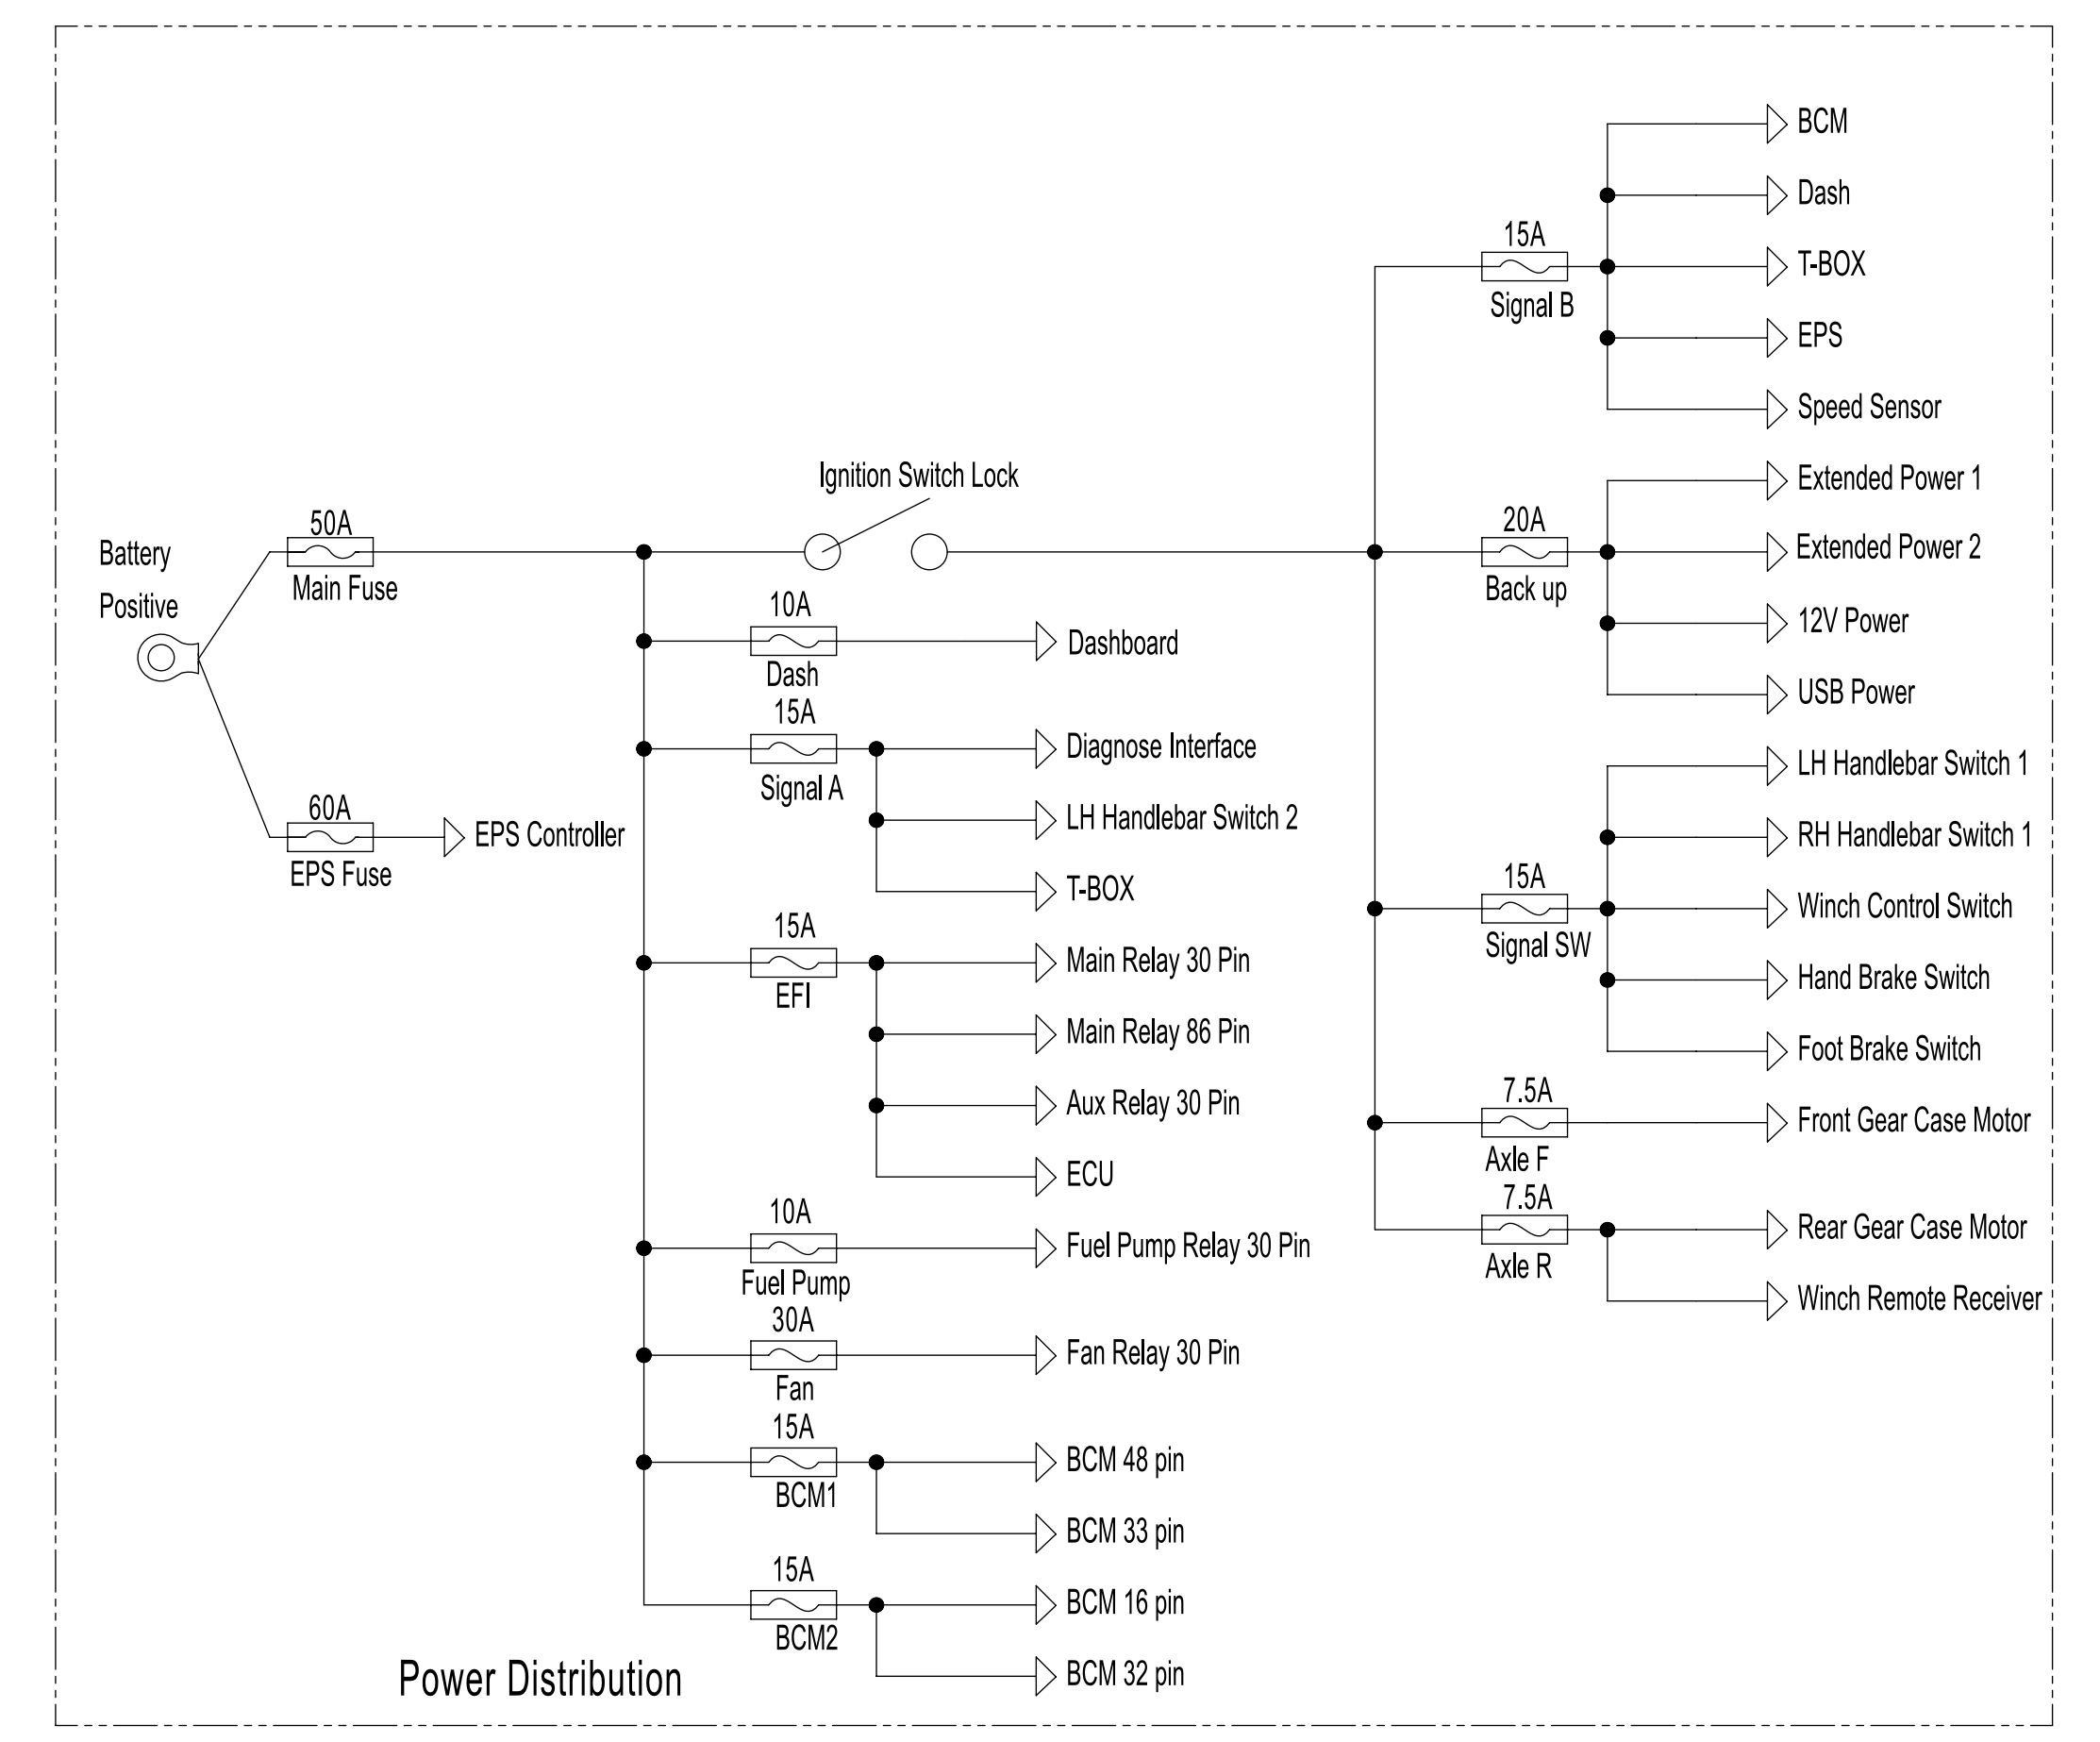 Battery
Positive
50A
Main Fuse
60A
EPS Fuse
EPS Controller
Ignition Switch Lock
10A
Dash
Dashboard
15A
Signal A
Diagnose Interface
LH Handlebar Switch 2
T-BOX
15A
EFI
Main Relay 30 Pin
Main Relay 86 Pin
Aux Relay 30 Pin
ECU
10A
Fuel Pump
Fuel Pump Relay 30 Pin
30A
Fan
Fan Relay 30 Pin
15A
BCM1
BCM 48 pin
BCM 33 pin
15A
BCM2
BCM 16 pin
BCM 32 pin
15A
Signal B
BCM
Dash
T-BOX
EPS
Speed Sensor
20A
Back up
Extended Power 1
Extended Power 2
12V Power
USB Power
15A
Signal SW
LH Handlebar Switch 1
RH Handlebar Switch 1
Winch Control Switch
Hand Brake Switch
Foot Brake Switch
7.5A
Axle F
Front Gear Case Motor
7.5A
Axle R
Rear Gear Case Motor
Winch Remote Receiver
Power Distribution